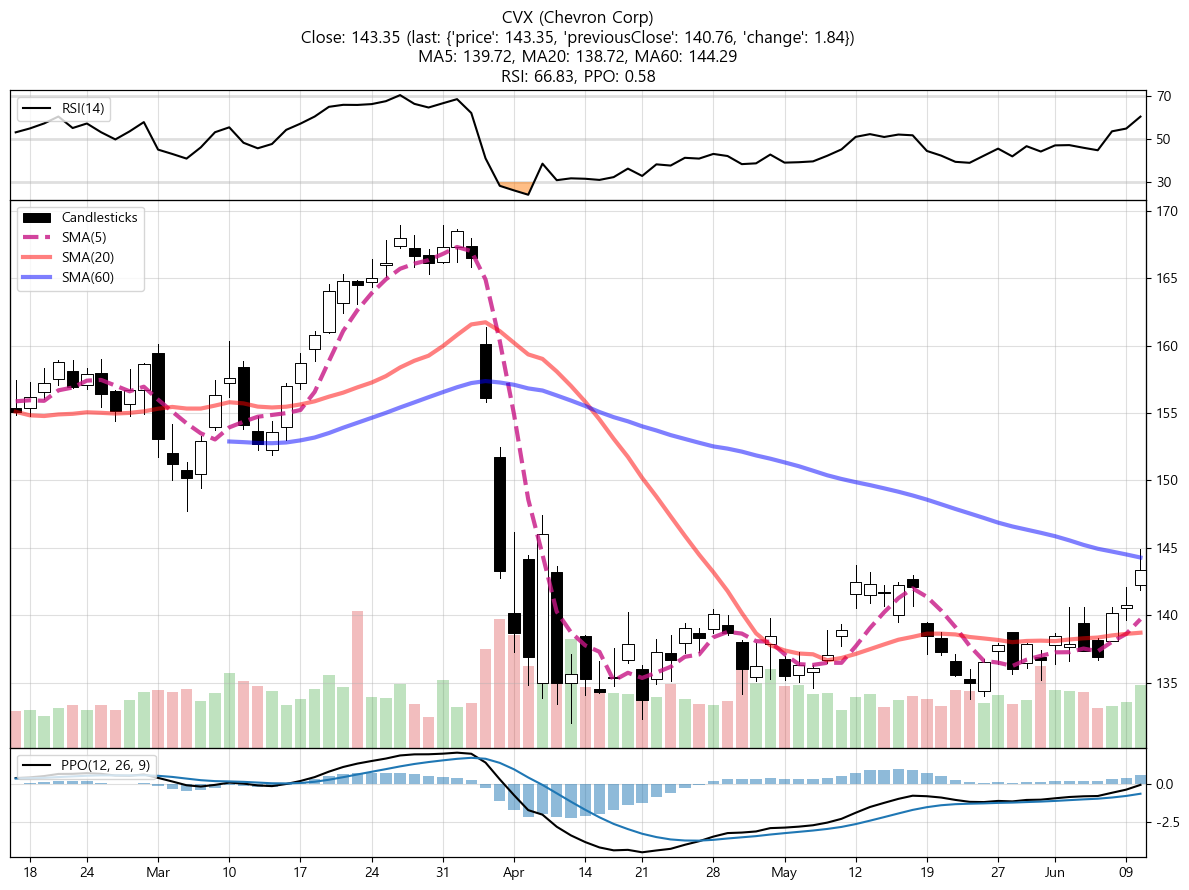 CVX (Chevron Corp)
Close: 143.35 (last: {'price': 143.35, 'previousClose': 140.76, 'change': 1.84})
MA5: 139.72, MA20: 138.72, MA60: 144.29
RSI: 66.83, PPO: 0.58
RSI(14)
70
50
30
Candlesticks
SMA(5)
SMA(20)
SMA(60)
170
165
160
155
150
145
140
135
PPO(12, 26, 9)
0.0
−2.5
18 24 Mar 10 17 24 31 Apr 14 21 28 May 12 19 27 Jun 09